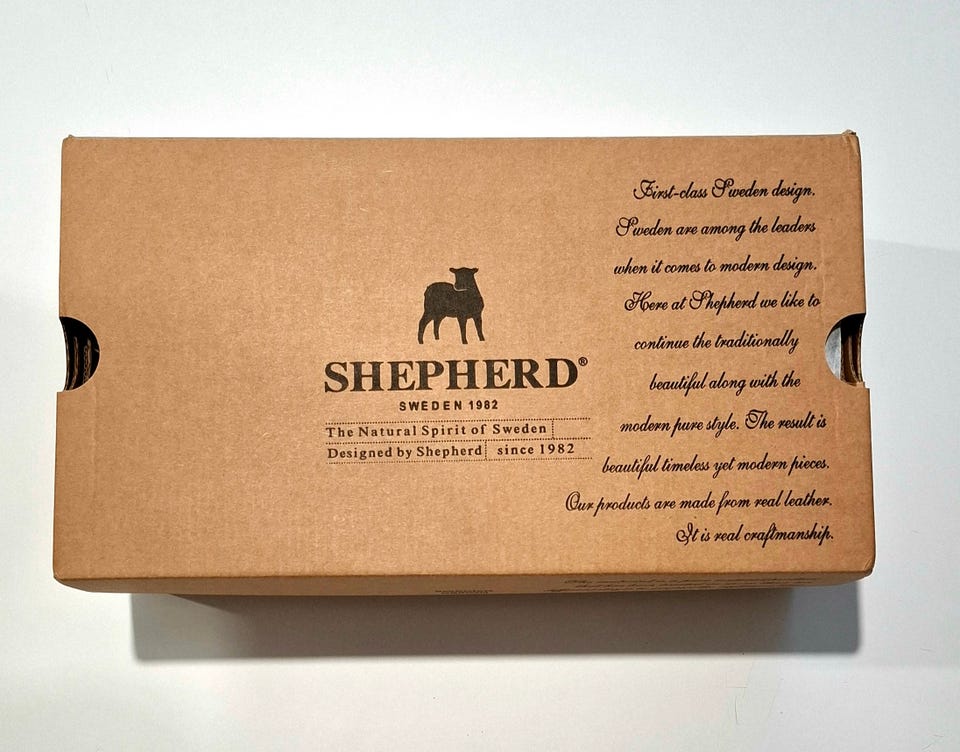 SHEPHERD®
SWEDEN 1982
The Natural Spirit of Sweden
Designed by Shepherd since 1982
First-class Sweden design.
Sweden are among the leaders
when it comes to modern design.
Here at Shepherd we like to
continue the traditionally
beautiful along with the
modern pure style. The result is
beautiful timeless yet modern pieces.
Our products are made from real leather.
It is real craftmanship.